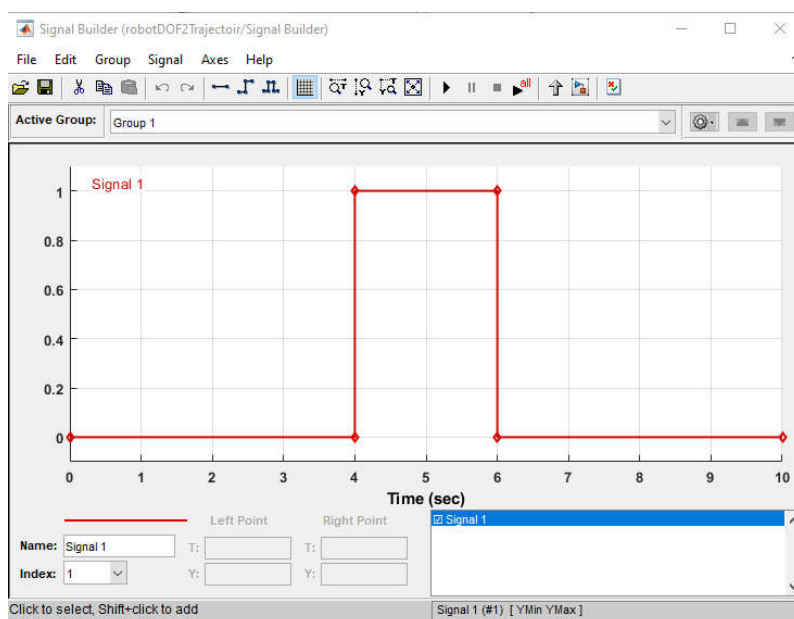 Signal Builder (robotDOF2Trajectoir/Signal Builder)
File Edit Group Signal Axes Help
all
Active Group: Group 1
Signal 1
1
0.8
0.6
0.4
0.2
0
0 1 2 3 4 5 6 7 8 9 10
Time (sec)
Left Point Right Point
Signal 1
Name: Signal 1 T: T:
Index: 1 Y: Y:
Click to select, Shift+click to add
Signal 1 (#1) [ YMin YMax ]